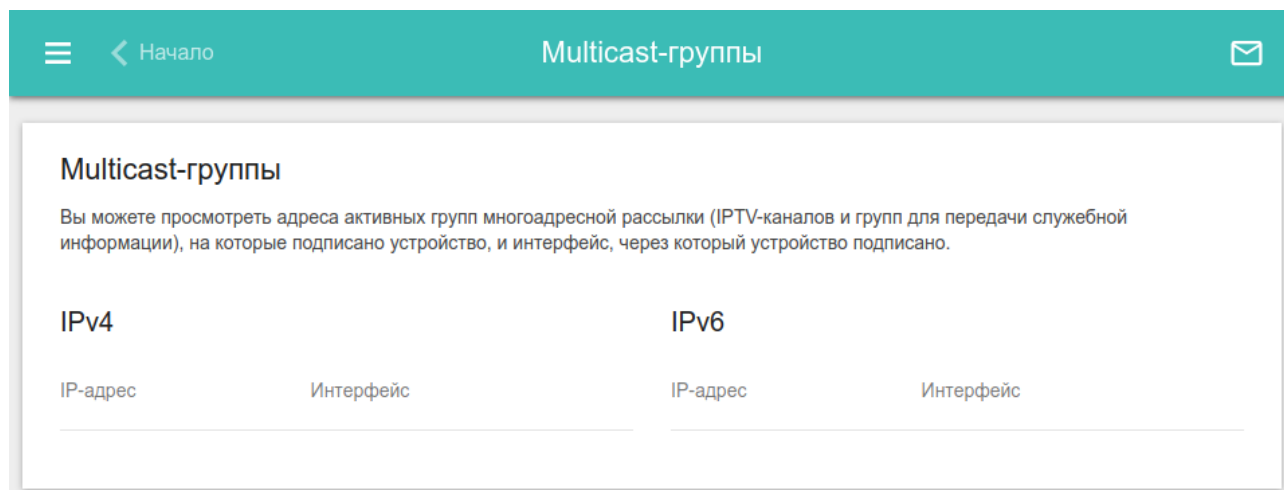 Начало
Multicast-группы
Multicast-группы
Вы можете просмотреть адреса активных групп многоадресной рассылки (IPTV-каналов и групп для передачи служебной
информации), на которые подписано устройство, и интерфейс, через который устройство подписано.
IPv4
IPv6
IP-адрес
Интерфейс
IP-адрес
Интерфейс